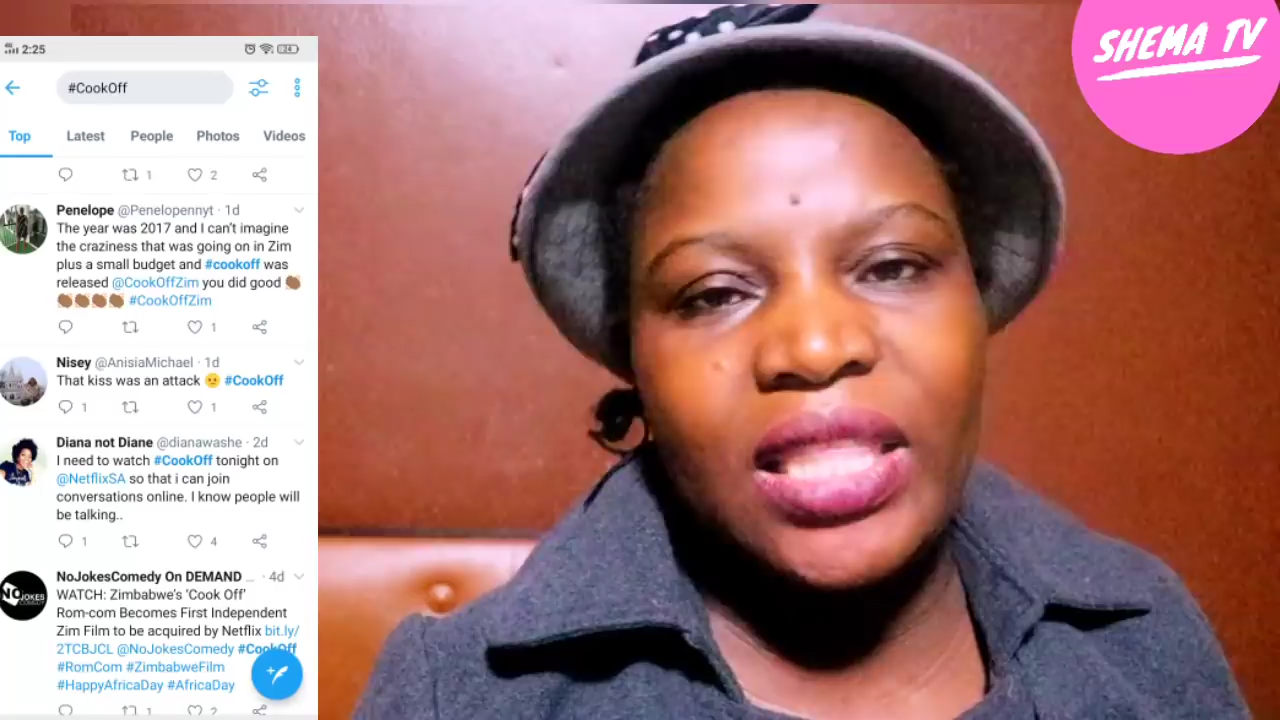 SHEMA TV
2:25
24
#CookOff
Top Latest People Photos Videos
1 2
Penelope @Penelopennyt · 1d
The year was 2017 and I can't imagine
the craziness that was going on in Zim
plus a small budget and #cookoff was
released @CookOffZim you did good 👏🏾
👏🏾👏🏾👏🏾👏🏾 #CookOffZim
1
Nisey @AnisiaMichael · 1d
That kiss was an attack 🫡 #CookOff
1 1
Diana not Diane @dianawashe · 2d
I need to watch #CookOff tonight on
@NetflixSA so that i can join
conversations online. I know people will
be talking..
1 4
NOJOKES
COMEDY
NoJokesComedy On DEMAND ... · 4d
WATCH: Zimbabwe's 'Cook Off'
Rom-com Becomes First Independent
Zim Film to be acquired by Netflix bit.ly/
2TCBJCL @NoJokesComedy #CookOff
#RomCom #ZimbabweFilm
#HappyAfricaDay #AfricaDay
1 2